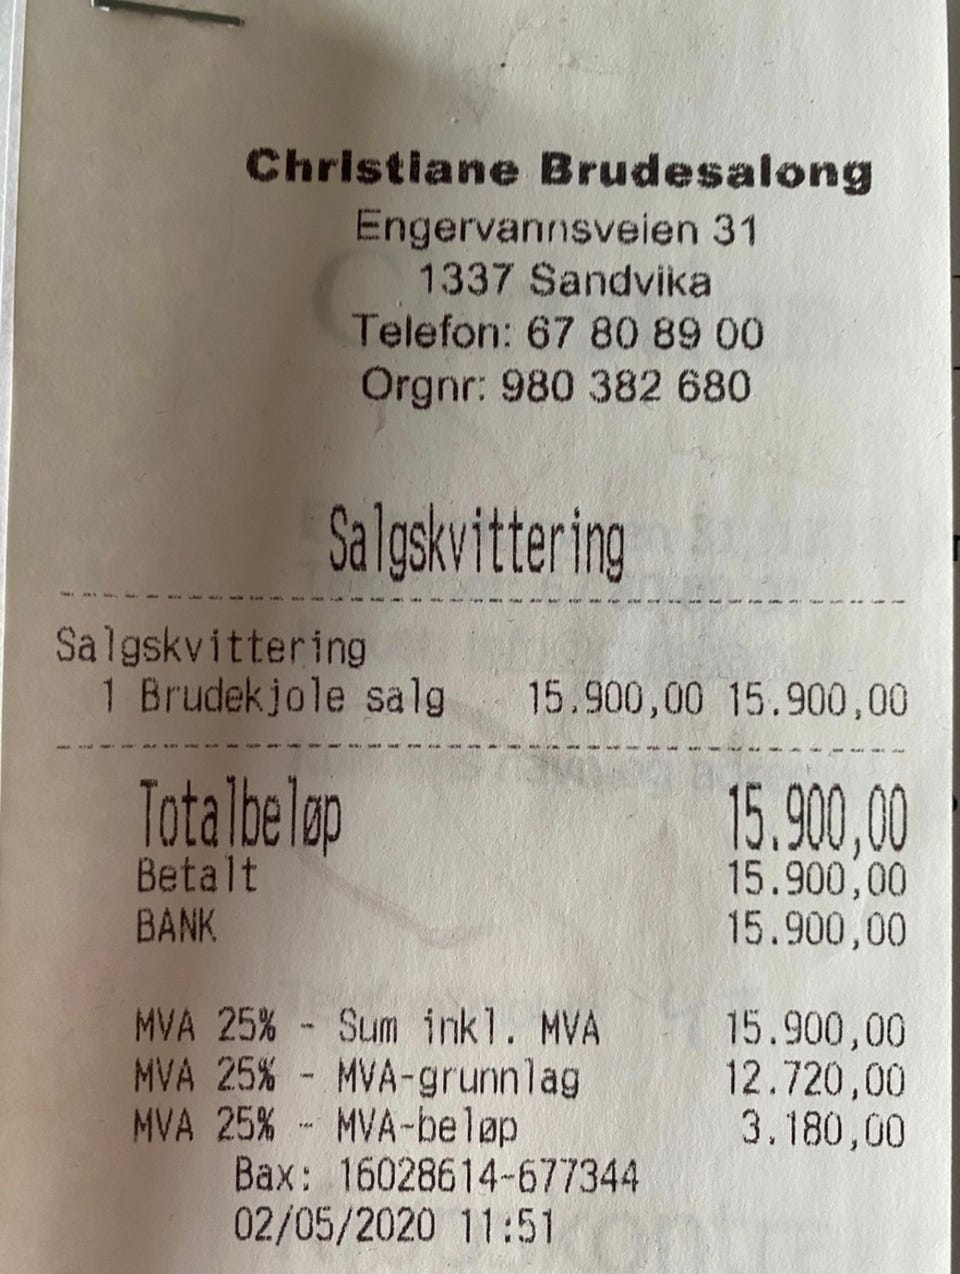 Christiane Brudesalong
Engervannsveien 31
1337 Sandvika
Telefon: 67 80 89 00
Orgnr: 980 382 680
Salgskvittering
Salgskvittering
1 Brudekjole salg 15.900,00 15.900,00
Totalbeløp 15.900,00
Betalt 15.900,00
BANK 15.900,00
MVA 25% - Sum inkl. MVA 15.900,00
MVA 25% - MVA-grunnlag 12.720,00
MVA 25% - MVA-beløp 3.180,00
Bax: 16028614-677344
02/05/2020 11:51